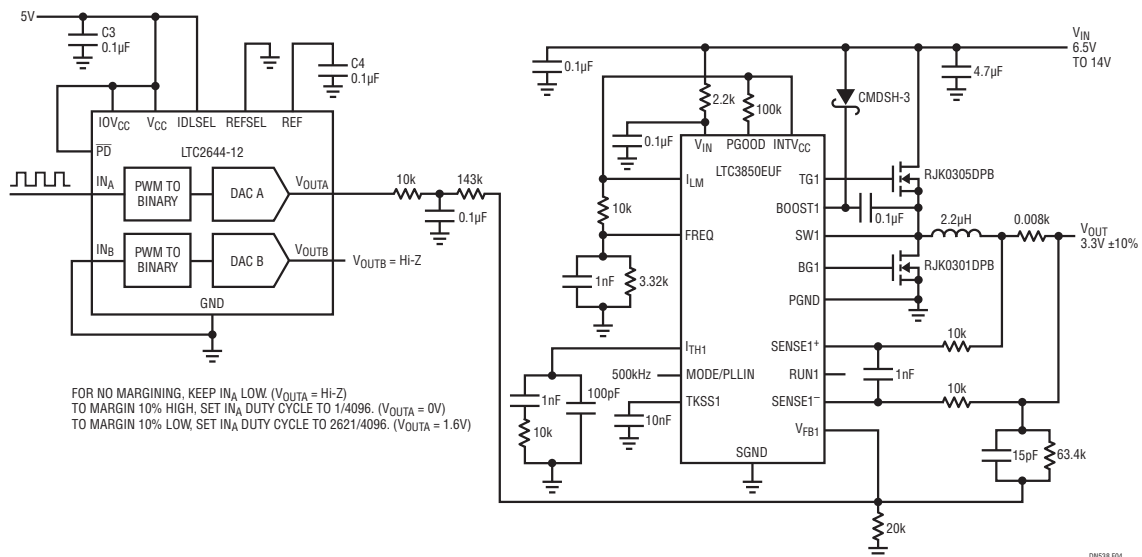 5V
C3
0.1µF
C4
0.1µF
IOVCC
VCC
IDLSEL
REFSEL
REF
PD
LTC2644-12
INA
PWM TO
BINARY
DAC A
VOUTA
INB
PWM TO
BINARY
DAC B
VOUTB
VOUTB = Hi-Z
GND
10k
143k
0.1µF
FOR NO MARGINING, KEEP INA LOW. (VOUTA = Hi-Z)
TO MARGIN 10% HIGH, SET INA DUTY CYCLE TO 1/4096. (VOUTA = 0V)
TO MARGIN 10% LOW, SET INA DUTY CYCLE TO 2621/4096. (VOUTA = 1.6V)
0.1µF
2.2k
100k
0.1µF
VIN
PGOOD
INTVCC
LTC3850EUF
ILM
10k
FREQ
1nF
3.32k
ITH1
1nF
100pF
10k
500kHz
MODE/PLLIN
TKSS1
10nF
SGND
TG1
BOOST1
SW1
BG1
PGND
SENSE1+
RUN1
SENSE1–
VFB1
CMDSH-3
4.7µF
VIN
6.5V
TO 14V
RJK0305DPB
0.1µF
2.2µH
0.008k
VOUT
3.3V ±10%
RJK0301DPB
10k
1nF
10k
15pF
63.4k
20k
DN538 F04